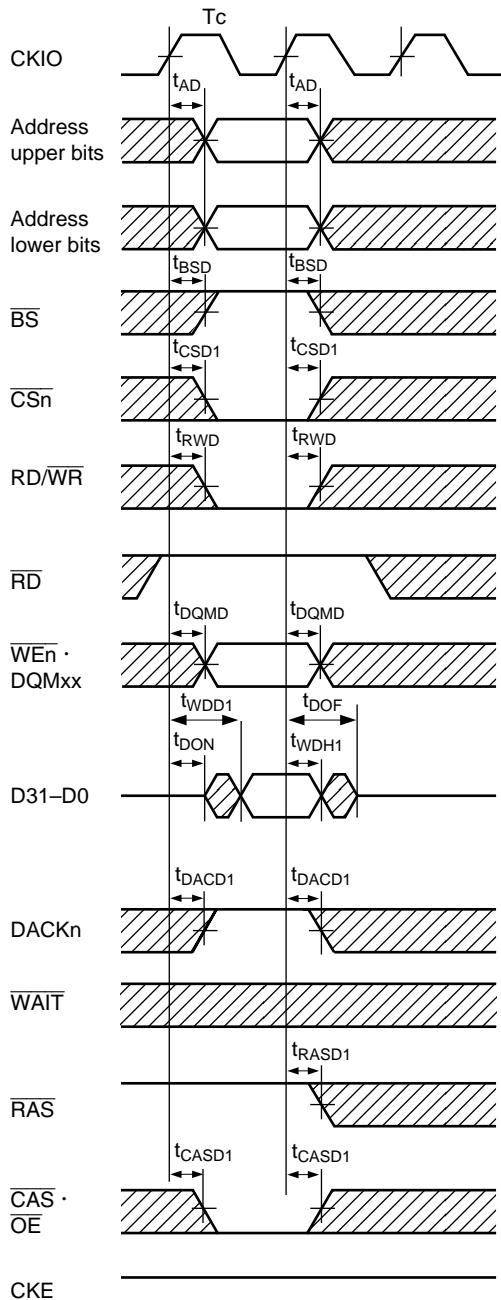 Tc
CKIO
tAD tAD
Address
upper bits
Address
lower bits
tBSD tBSD
BS
tCSD1 tCSD1
CSn
tRWD tRWD
RD/WR
RD
tDQMD tDQMD
WEn ·
DQMxx
tWDD1 tDOF
tDON tWDH1
D31–D0
tDACD1 tDACD1
DACKn
WAIT
tRASD1
RAS
tCASD1 tCASD1
CAS ·
OE
CKE